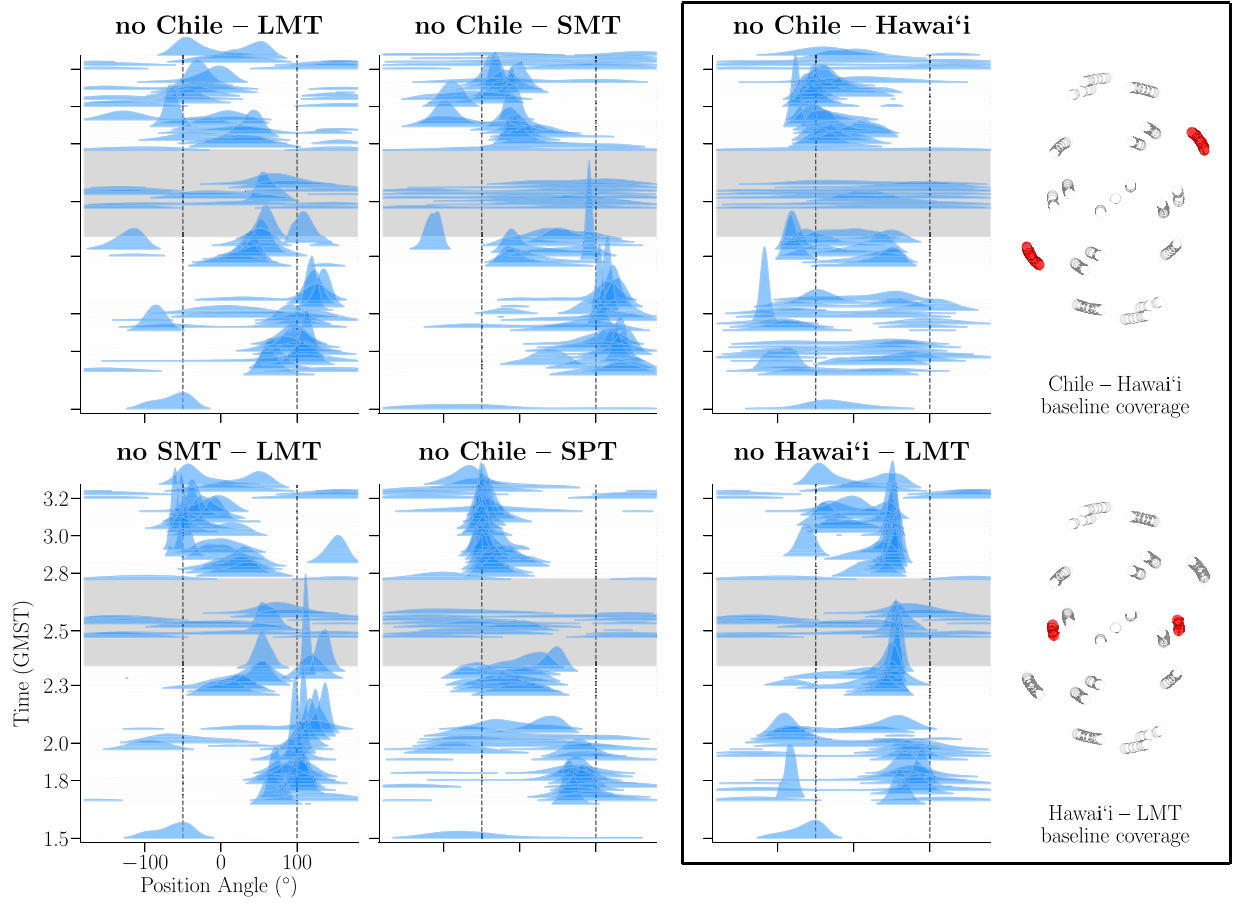 no Chile – LMT
no Chile – SMT
no Chile – Hawai‘i
Chile – Hawai‘i
baseline coverage
no SMT – LMT
no Chile – SPT
no Hawai‘i – LMT
3.2
3.0
2.8
2.5
2.3
2.0
1.8
1.5
Time (GMST)
−100
0
100
Position Angle (°)
Hawai‘i – LMT
baseline coverage